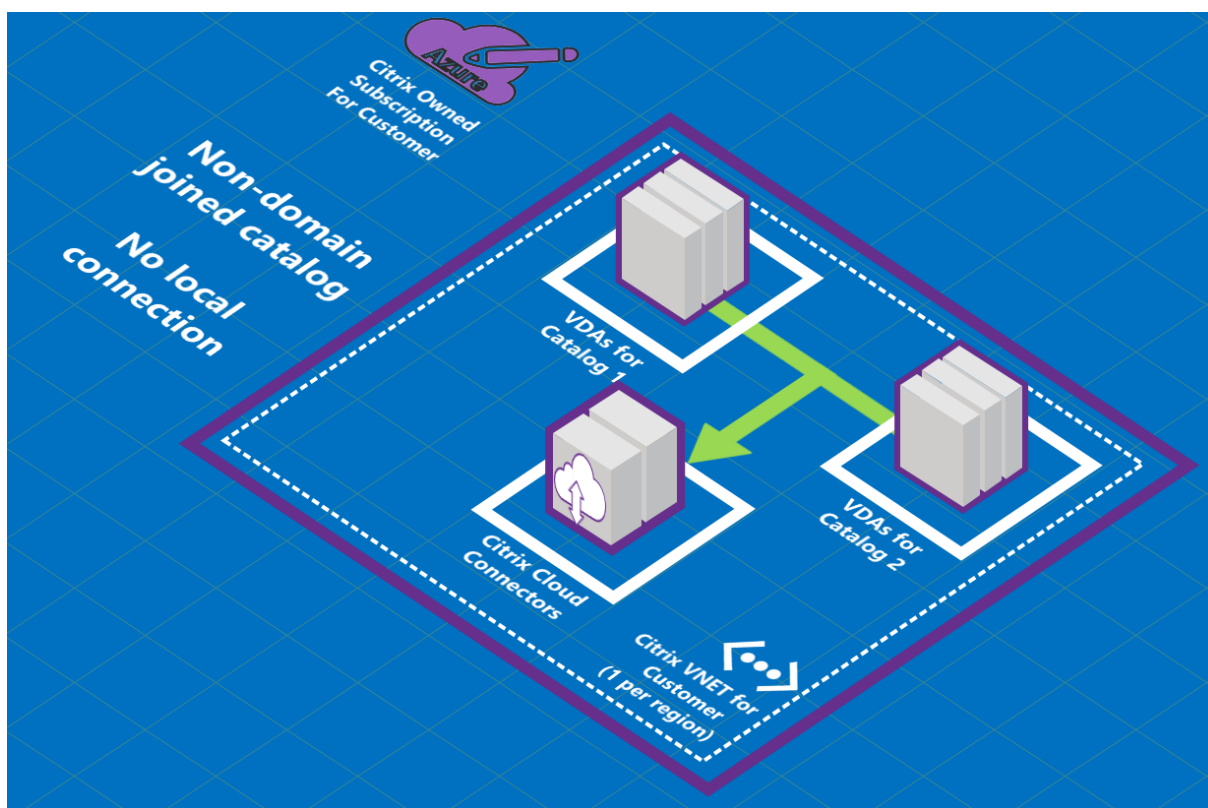 Azure
Citrix Owned
Subscription
For Customer
Non-domain
joined catalog
No local
connection
VDAs for
Catalog 1
VDAs for
Catalog 2
Citrix Cloud
Connectors
Citrix VNET for
Customer
(1 per region)